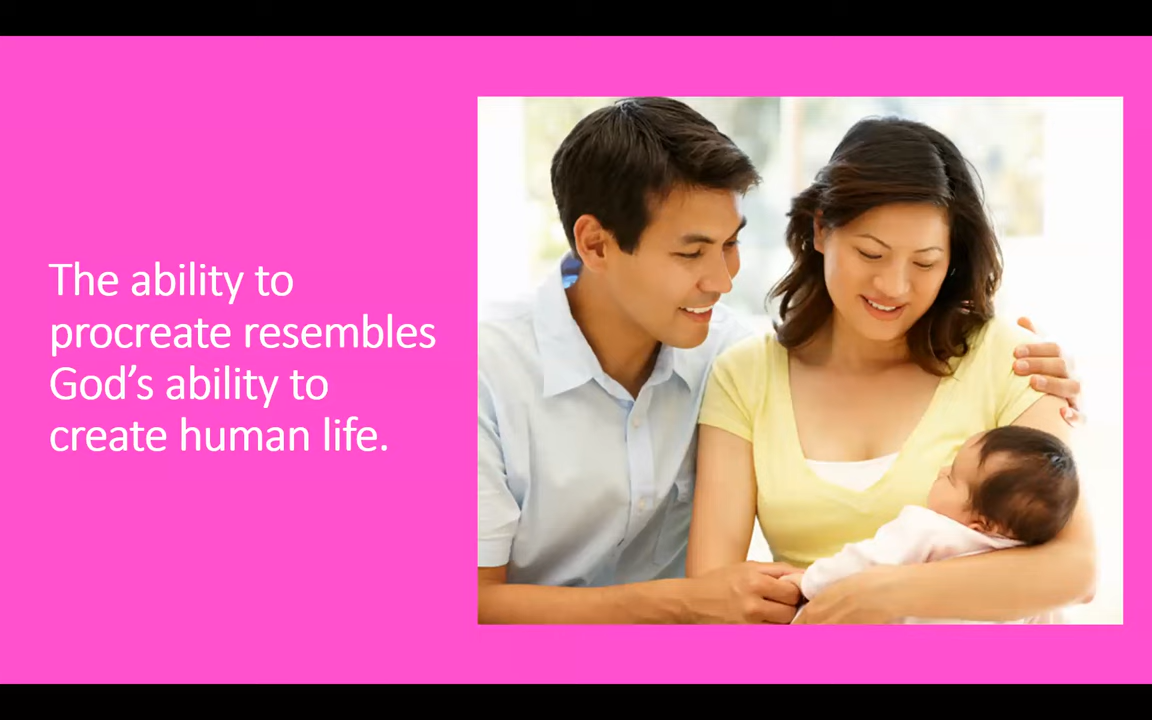 The ability to
procreate resembles
God’s ability to
create human life.